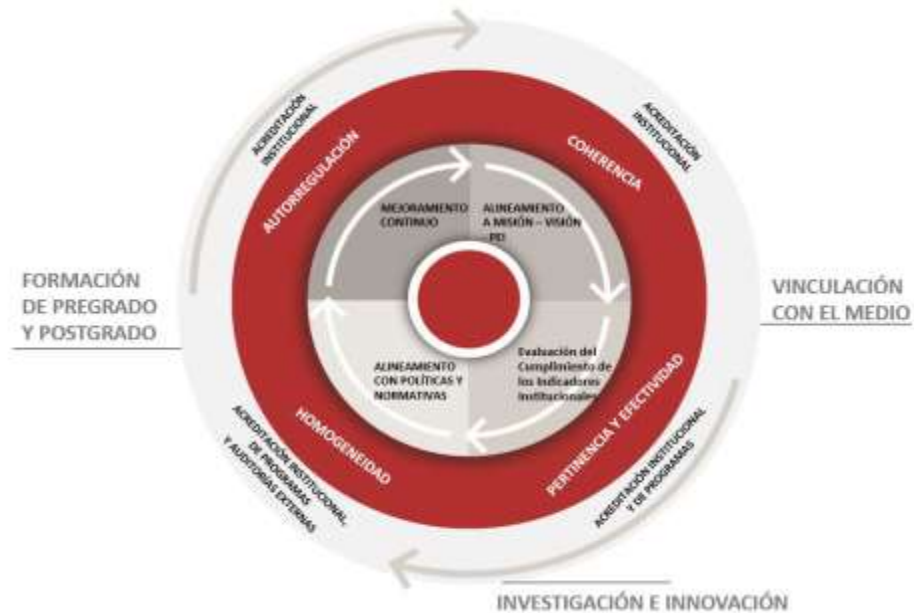 ACREDITACIÓN
INSTITUCIONAL
ACREDITACIÓN
INSTITUCIONAL
AUTORREGULACIÓN
COHERENCIA
MEJORAMIENTO
CONTINUO
ALINEAMIENTO
A MISIÓN – VISIÓN
– PD
FORMACIÓN
DE PREGRADO
Y POSTGRADO
VINCULACIÓN
CON EL MEDIO
ALINEAMIENTO
CON POLÍTICAS Y
NORMATIVAS
Evaluación del
Cumplimiento de
los Indicadores
Institucionales
HOMOGENEIDAD
PERTINENCIA Y EFECTIVIDAD
ACREDITACIÓN INSTITUCIONAL,
DE PROGRAMAS
Y AUDITORÍAS EXTERNAS
ACREDITACIÓN INSTITUCIONAL
Y DE PROGRAMAS
INVESTIGACIÓN E INNOVACIÓN